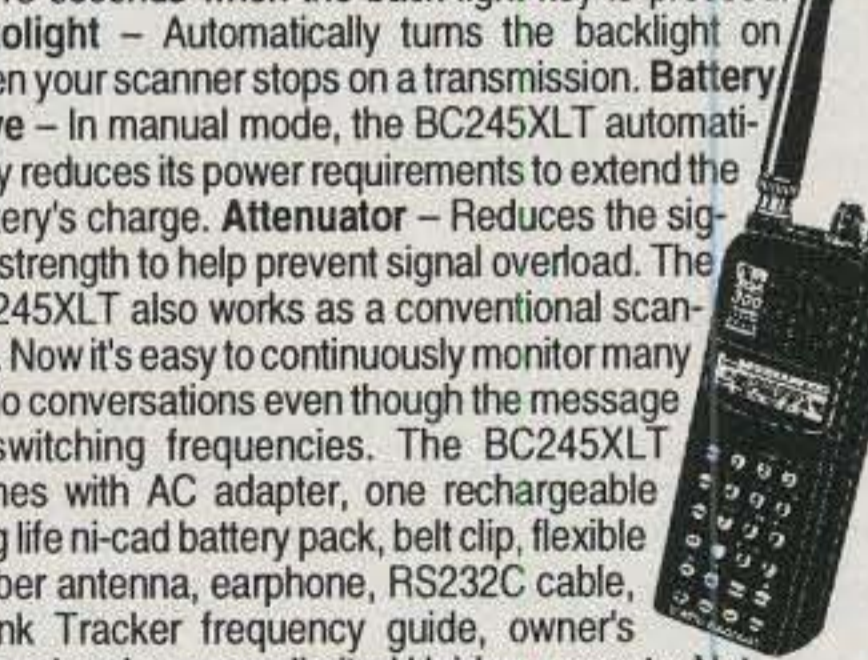 olight – Automatically turns the backlight on
en your scanner stops on a transmission. Battery
ve – In manual mode, the BC245XLT automati-
y reduces its power requirements to extend the
ery's charge. Attenuator – Reduces the sig-
strength to help prevent signal overload. The
245XLT also works as a conventional scan-
. Now it's easy to continuously monitor many
o conversations even though the message
switching frequencies. The BC245XLT
nes with AC adapter, one rechargeable
g life ni-cad battery pack, belt clip, flexible
ber antenna, earphone, RS232C cable,
nk Tracker frequency guide, owner's